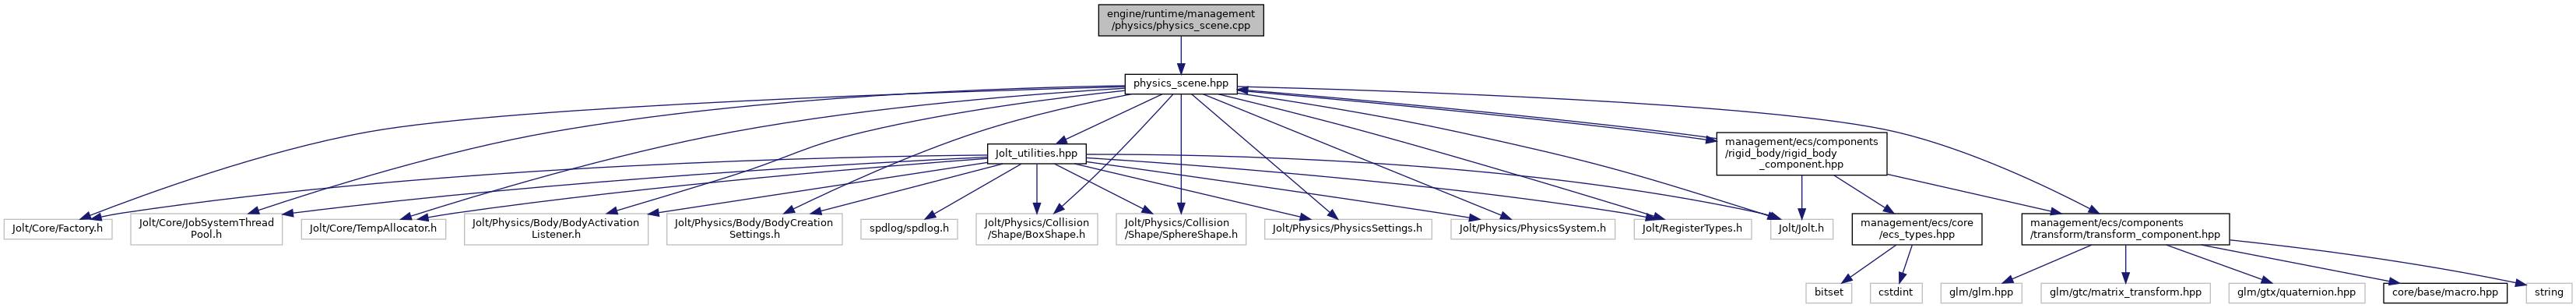 engine/runtime/management
/physics/physics_scene.cpp
physics_scene.hpp
management/ecs/components
/rigid_body/rigid_body
_component.hpp
Jolt_utilities.hpp
Jolt/Core/Factory.h
Jolt/Core/JobSystemThread
Pool.h
Jolt/Core/TempAllocator.h
Jolt/Physics/Body/BodyActivation
Listener.h
Jolt/Physics/Body/BodyCreation
Settings.h
spdlog/spdlog.h
Jolt/Physics/Collision
/Shape/BoxShape.h
Jolt/Physics/Collision
/Shape/SphereShape.h
Jolt/Physics/PhysicsSettings.h
Jolt/Physics/PhysicsSystem.h
Jolt/RegisterTypes.h
Jolt/Jolt.h
management/ecs/core
/ecs_types.hpp
management/ecs/components
/transform/transform_component.hpp
bitset
cstdint
glm/glm.hpp
glm/gtc/matrix_transform.hpp
glm/gtx/quaternion.hpp
core/base/macro.hpp
string